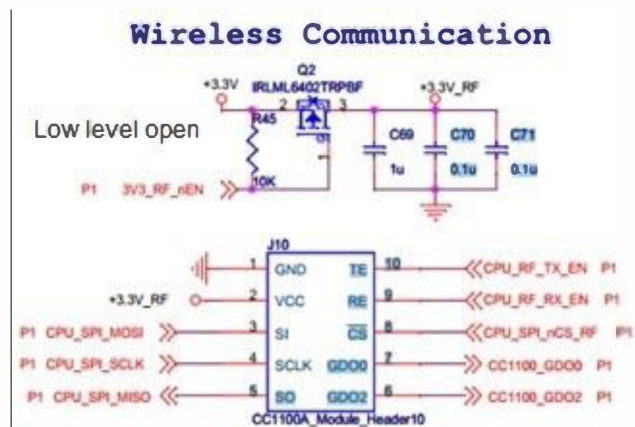 Wireless Communication
Q2
+3.3V IRLML6402TRPBF +3.3V_RF
2 3
R45
Low level open
G 1
C69 C70 C71
1u 0.1u 0.1u
10K
P1 3V3_RF_nEN
J10
1 GND TE 10 CPU_RF_TX_EN P1
+3.3V_RF 2 VCC RE 9 CPU_RF_RX_EN P1
P1 CPU_SPI_MOSI 3 SI CS 8 CPU_SPI_nCS_RF P1
P1 CPU_SPI_SCLK 4 SCLK GDO0 7 CC1100_GDO0 P1
P1 CPU_SPI_MISO 5 SO GDO2 6 CC1100_GDO2 P1
CC1100A_Module_Header10